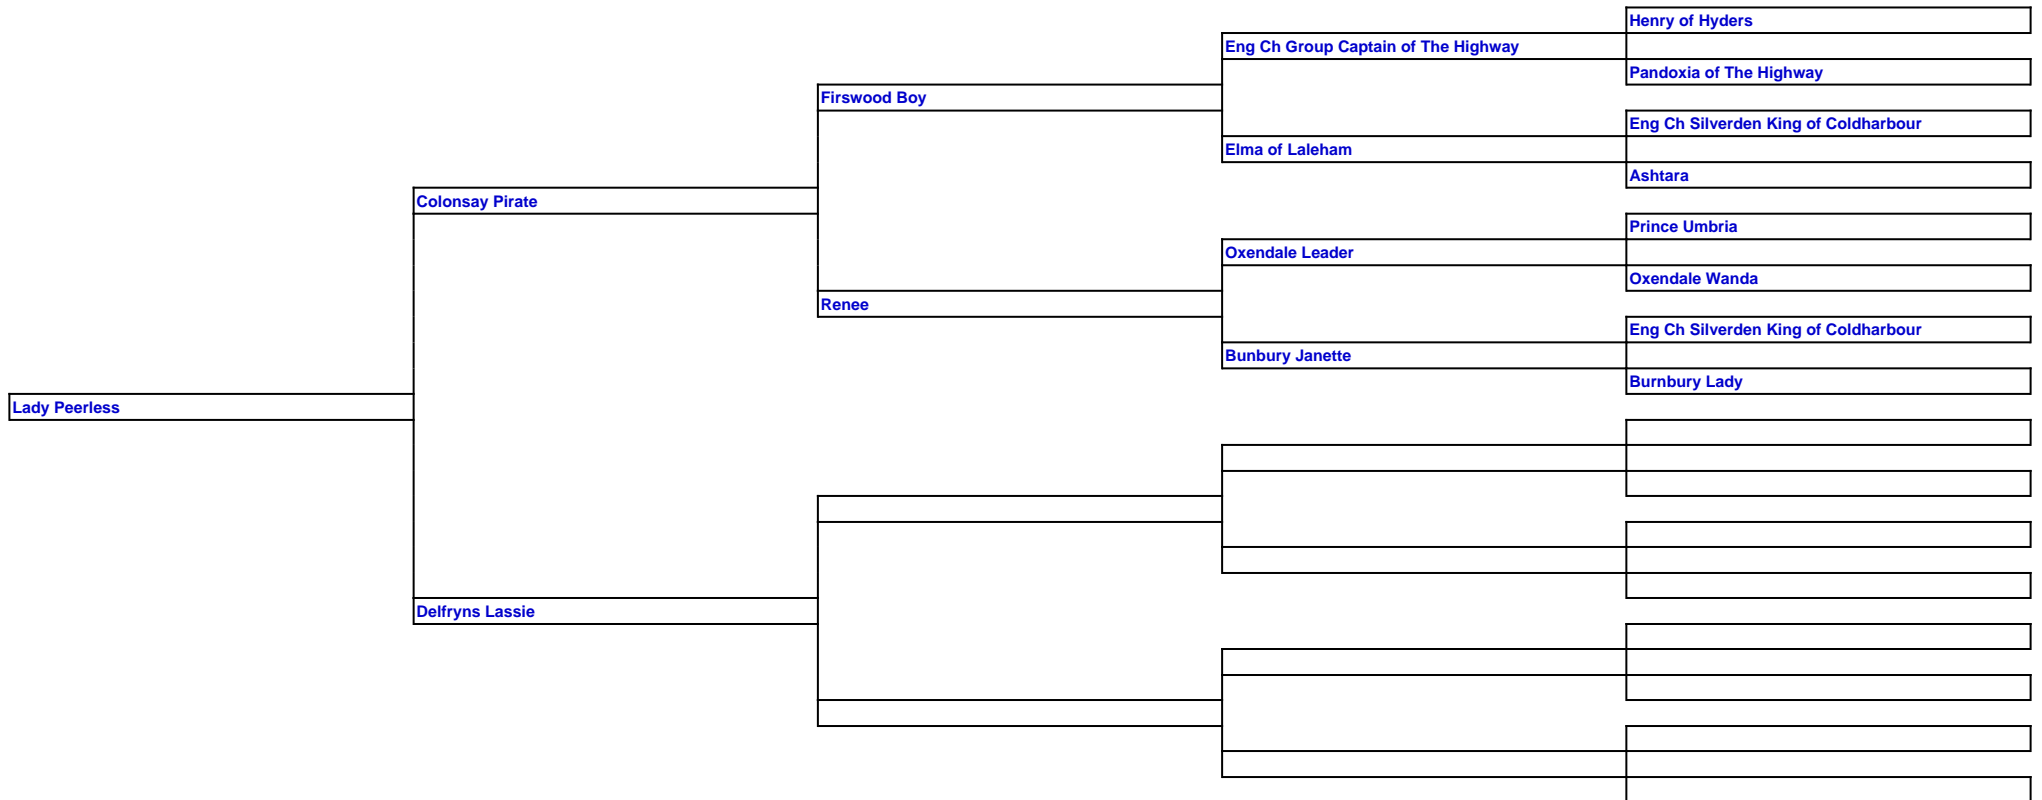 Henry of Hyders
Eng Ch Group Captain of The Highway
Pandoxia of The Highway
Firswood Boy
Eng Ch Silverden King of Coldharbour
Elma of Laleham
Ashtara
Colonsay Pirate
Prince Umbria
Oxendale Leader
Oxendale Wanda
Renee
Eng Ch Silverden King of Coldharbour
Bunbury Janette
Burnbury Lady
Lady Peerless
Delfryns Lassie